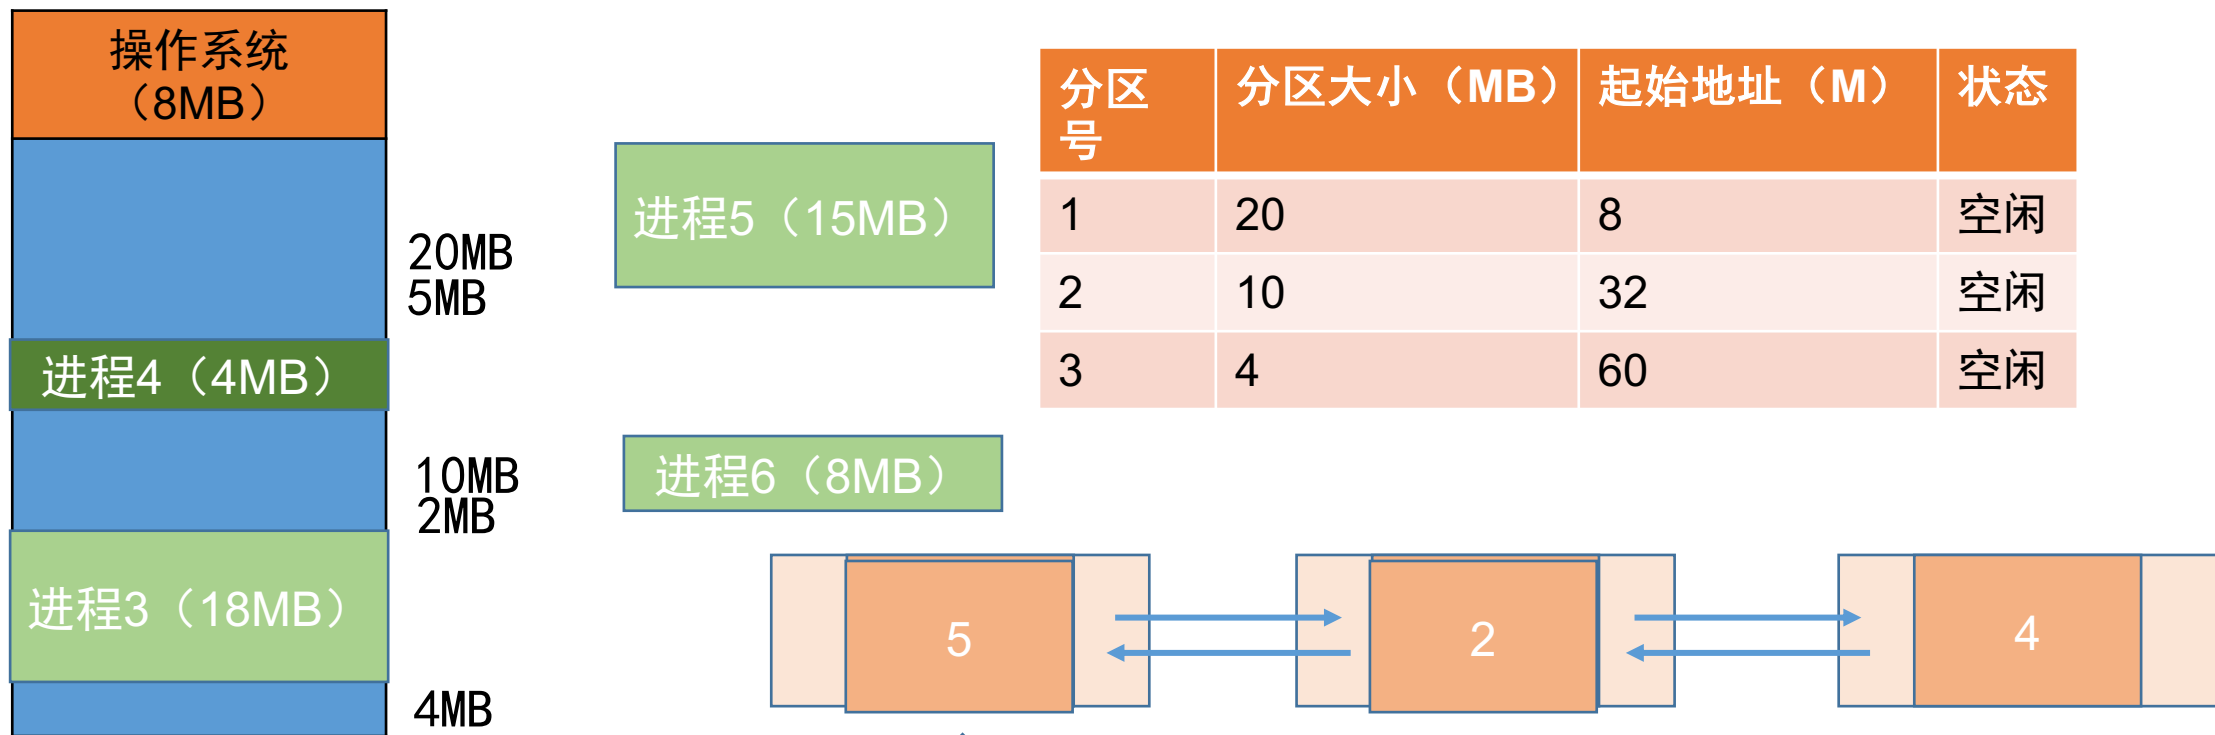 操作系统
（8MB）
20MB
5MB
进程4（4MB）
10MB
2MB
进程3（18MB）
4MB
进程5（15MB）
进程6（8MB）
分区号 分区大小（MB） 起始地址（M） 状态
1 20 8 空闲
2 10 32 空闲
3 4 60 空闲
5 2 4